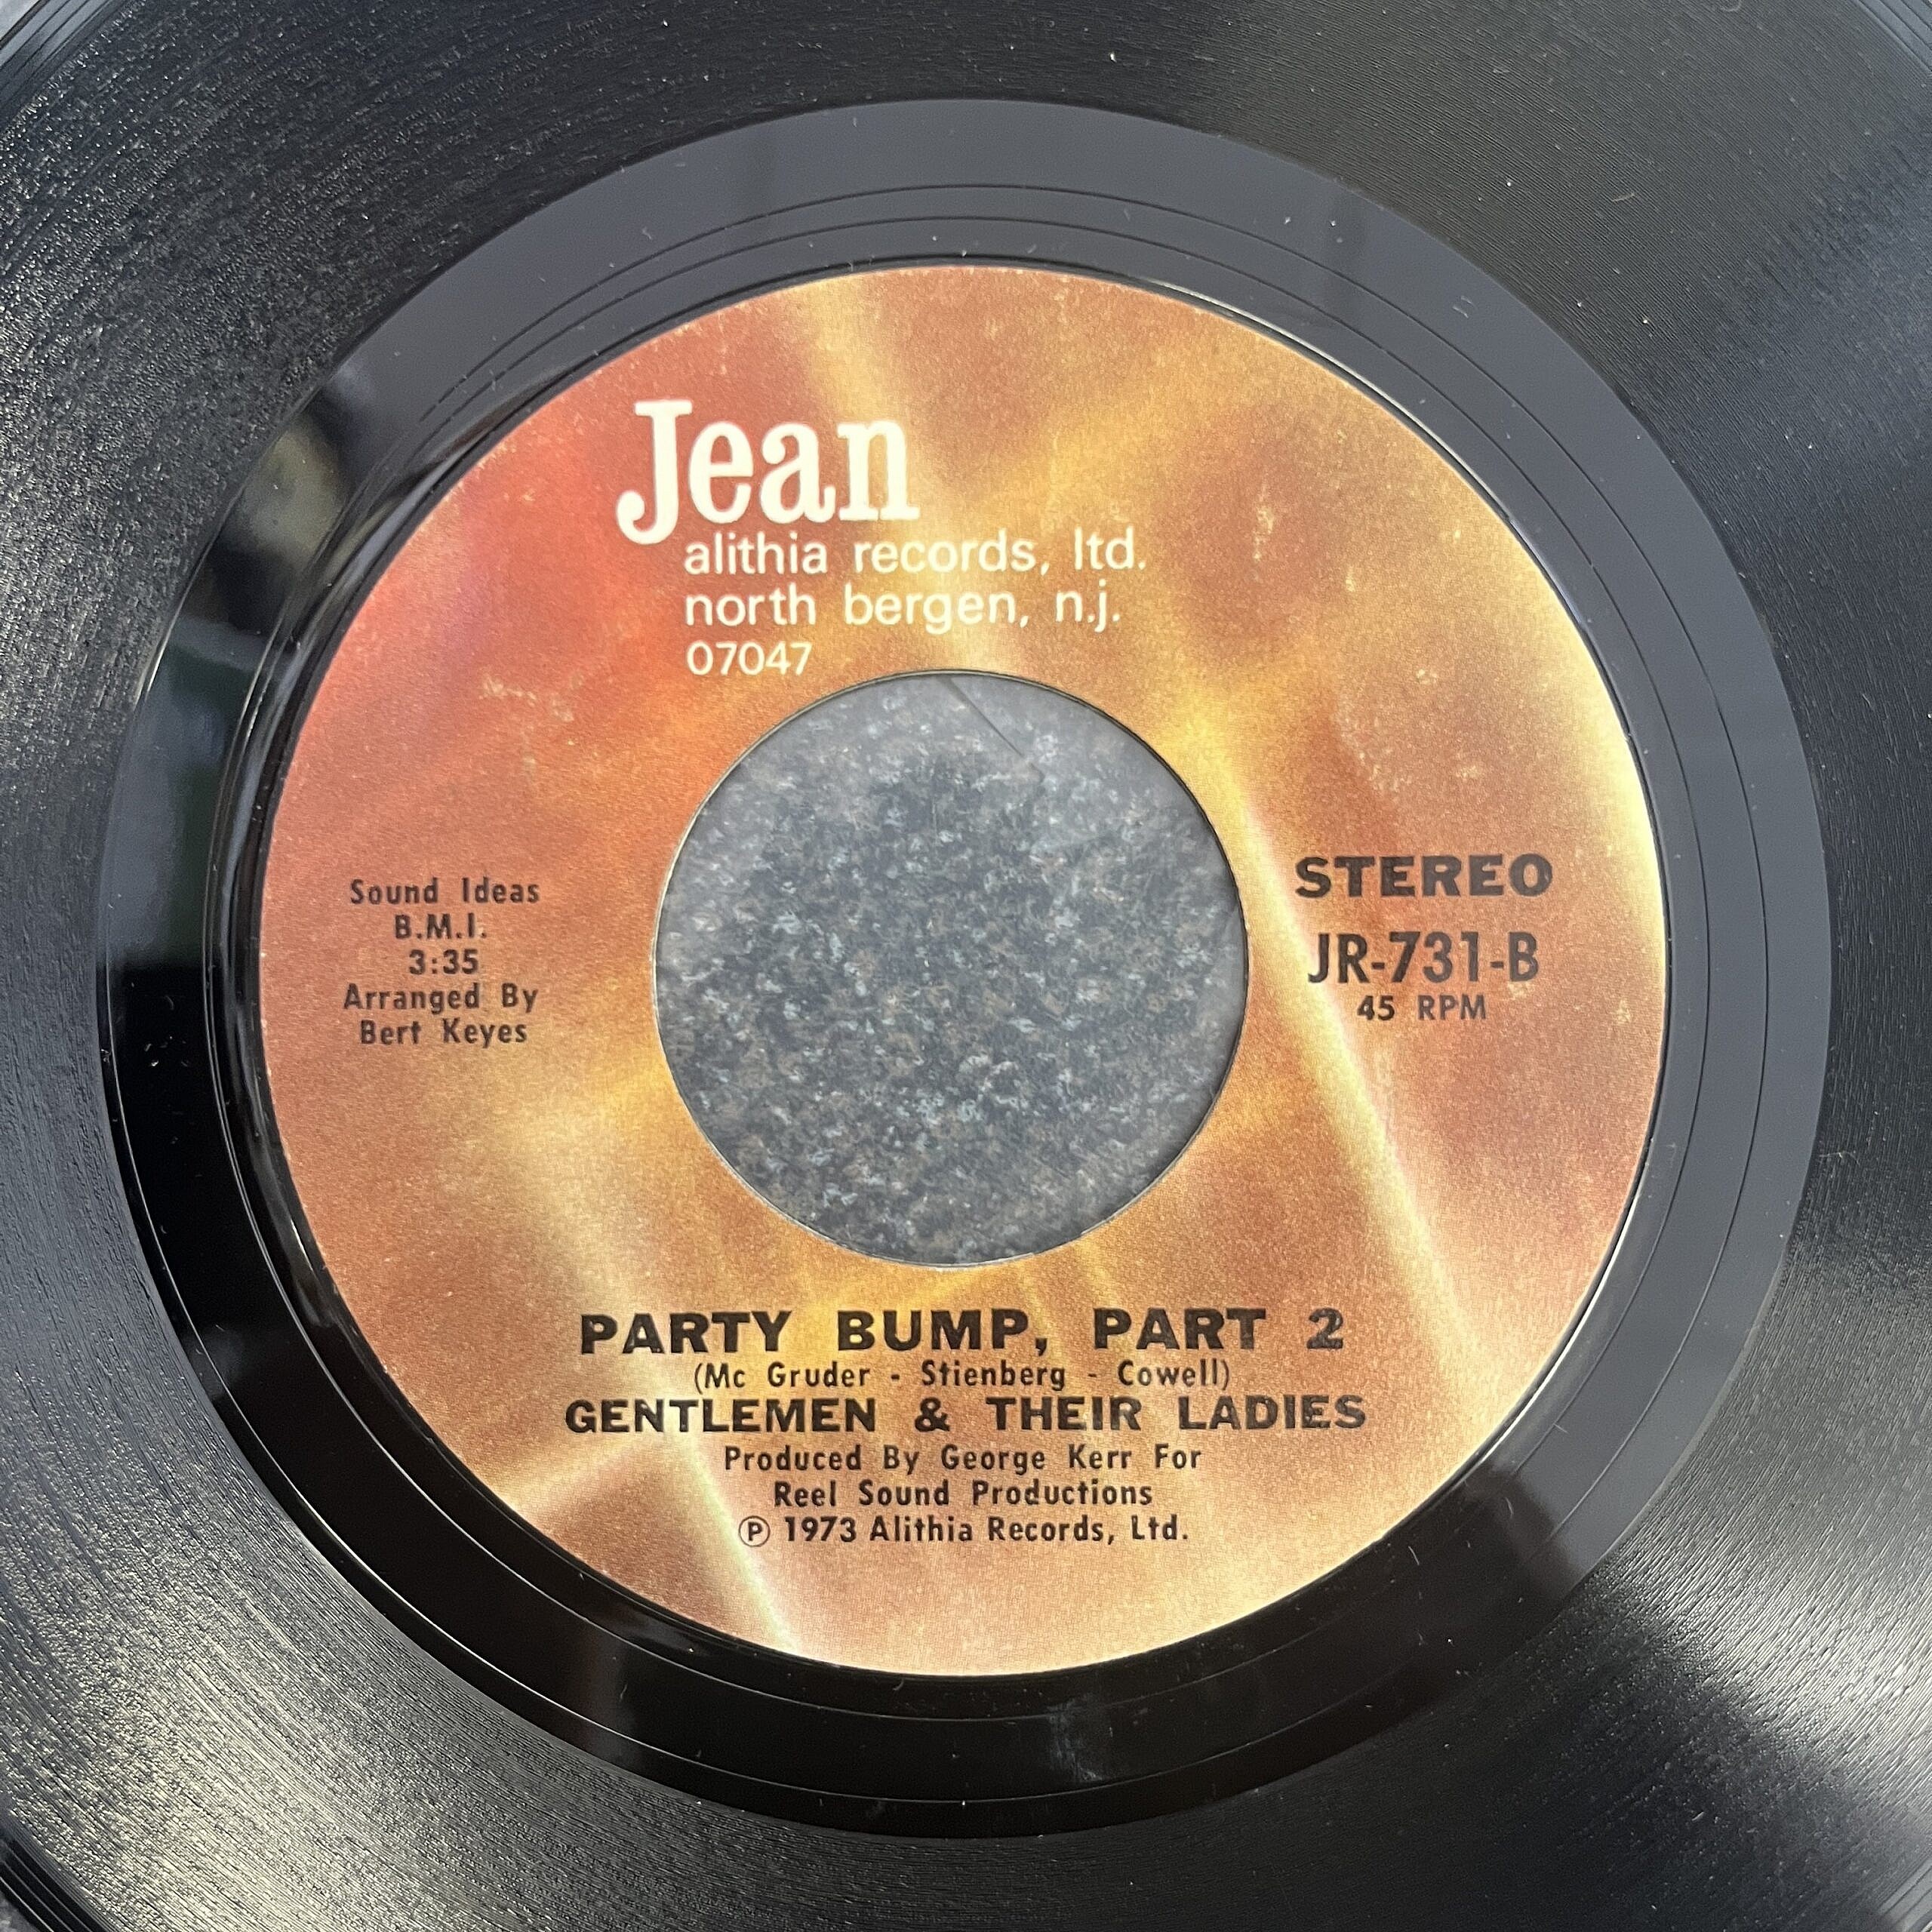 Jean
alithia records, ltd.
north bergen, n.j.
07047
Sound Ideas
B.M.I.
3:35
Arranged By
Bert Keyes
STEREO
JR-731-B
45 RPM
PARTY BUMP, PART 2
(Mc Gruder - Stienberg - Cowell)
GENTLEMEN & THEIR LADIES
Produced By George Kerr For
Reel Sound Productions
℗ 1973 Alithia Records, Ltd.